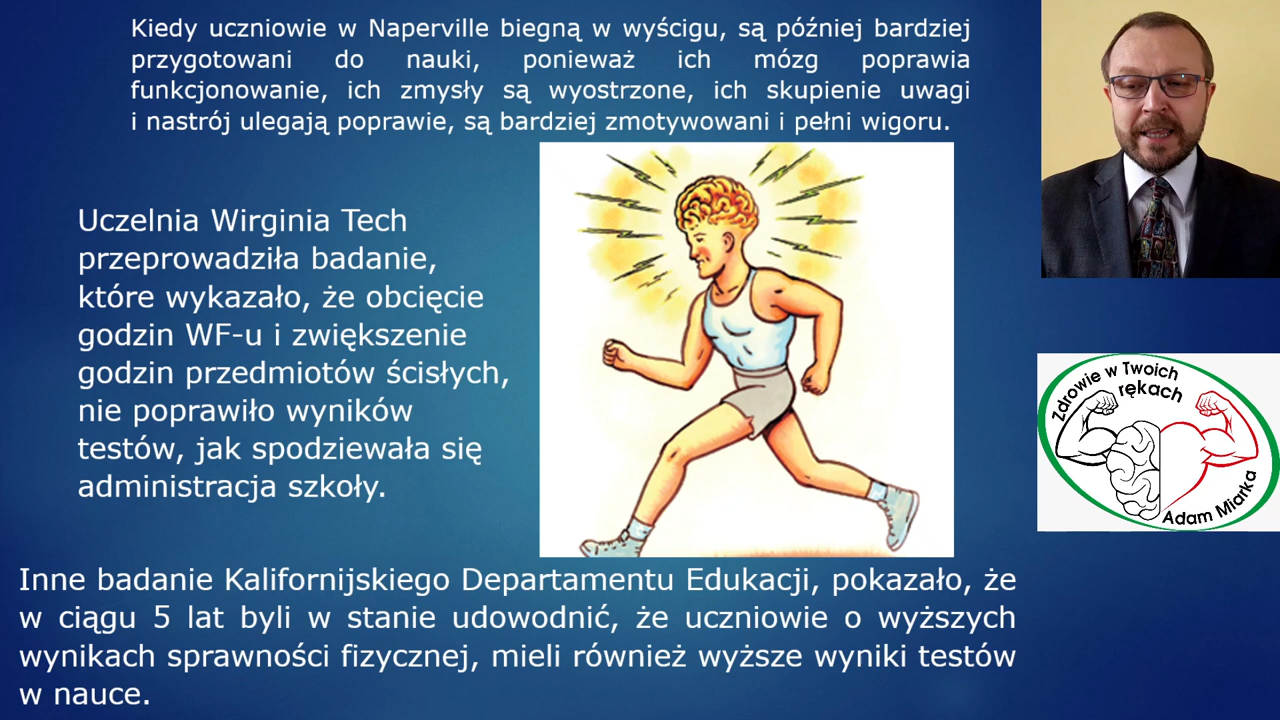 Kiedy uczniowie w Naperville biegną w wyścigu, są później bardziej
przygotowani do nauki, ponieważ ich mózg poprawia
funkcjonowanie, ich zmysły są wyostrzone, ich skupienie uwagi
i nastrój ulegają poprawie, są bardziej zmotywowani i pełni wigoru.
Uczelnia Wirginia Tech
przeprowadziła badanie,
które wykazało, że obcięcie
godzin WF-u i zwiększenie
godzin przedmiotów ścisłych,
nie poprawiło wyników
testów, jak spodziewała się
administracja szkoły.
Inne badanie Kalifornijskiego Departamentu Edukacji, pokazało, że
w ciągu 5 lat byli w stanie udowodnić, że uczniowie o wyższych
wynikach sprawności fizycznej, mieli również wyższe wyniki testów
w nauce.
Zdrowie w Twoich
rękach
Adam Miarka